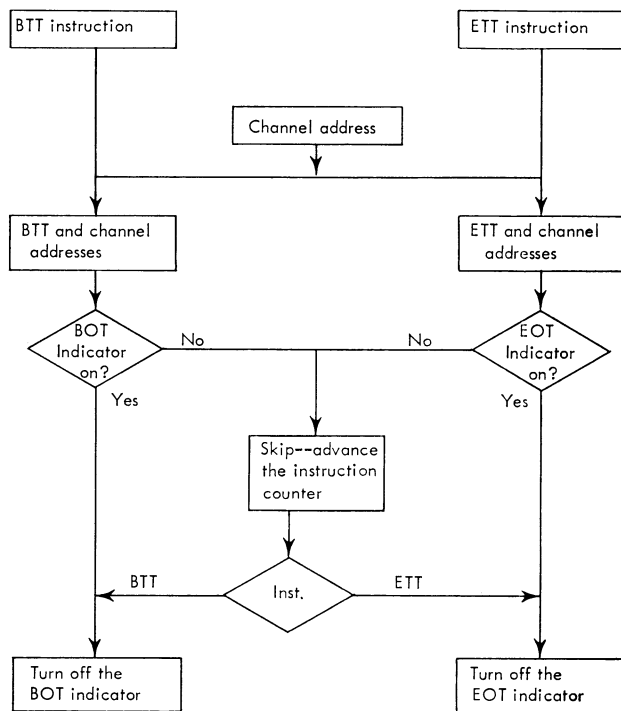 BTT instruction
ETT instruction
Channel address
BTT and channel
addresses
ETT and channel
addresses
BOT
Indicator
on?
No
No
EOT
Indicator
on?
Yes
Yes
Skip--advance
the instruction
counter
BTT
Inst.
ETT
Turn off the
BOT indicator
Turn off the
EOT indicator